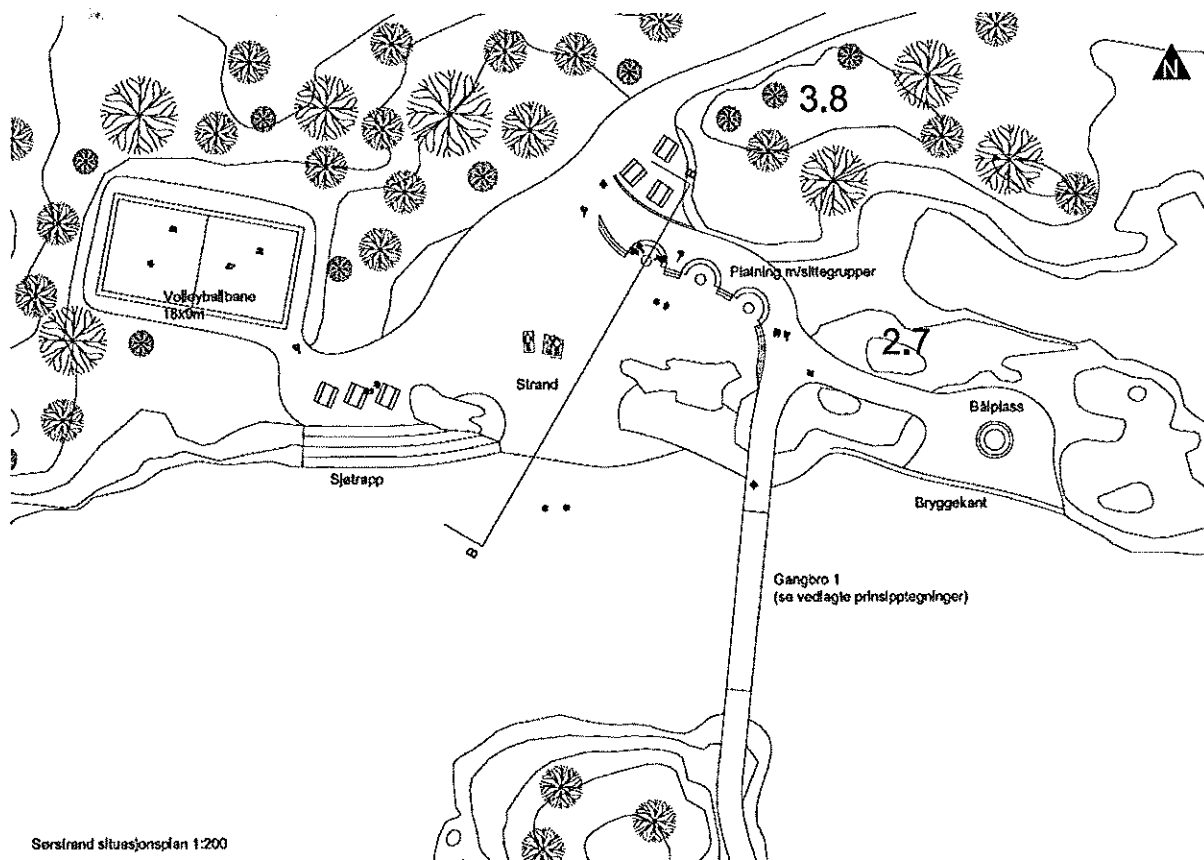 N
3.8
Platning m/sittegrupper
Volleyballbane
18x9m
2.7
Strand
Bålplass
Sjøtrapp
Bryggekant
B
Gangbro 1
(se vedlagte prinsipptegninger)
Sørstrand situasjonsplan 1:200